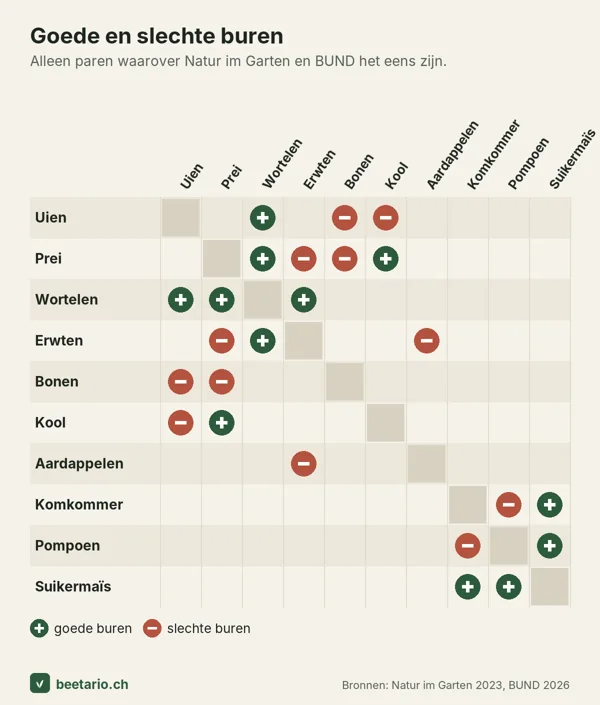 Goede en slechte buren
Alleen paren waarover Natur im Garten en BUND het eens zijn.
Uien Prei Wortelen Erwten Bonen Kool Aardappelen Komkommer Pompoen Suikermaïs
Uien
Prei
Wortelen
Erwten
Bonen
Kool
Aardappelen
Komkommer
Pompoen
Suikermaïs
goede buren slechte buren
beetario.ch
Bronnen: Natur im Garten 2023, BUND 2026